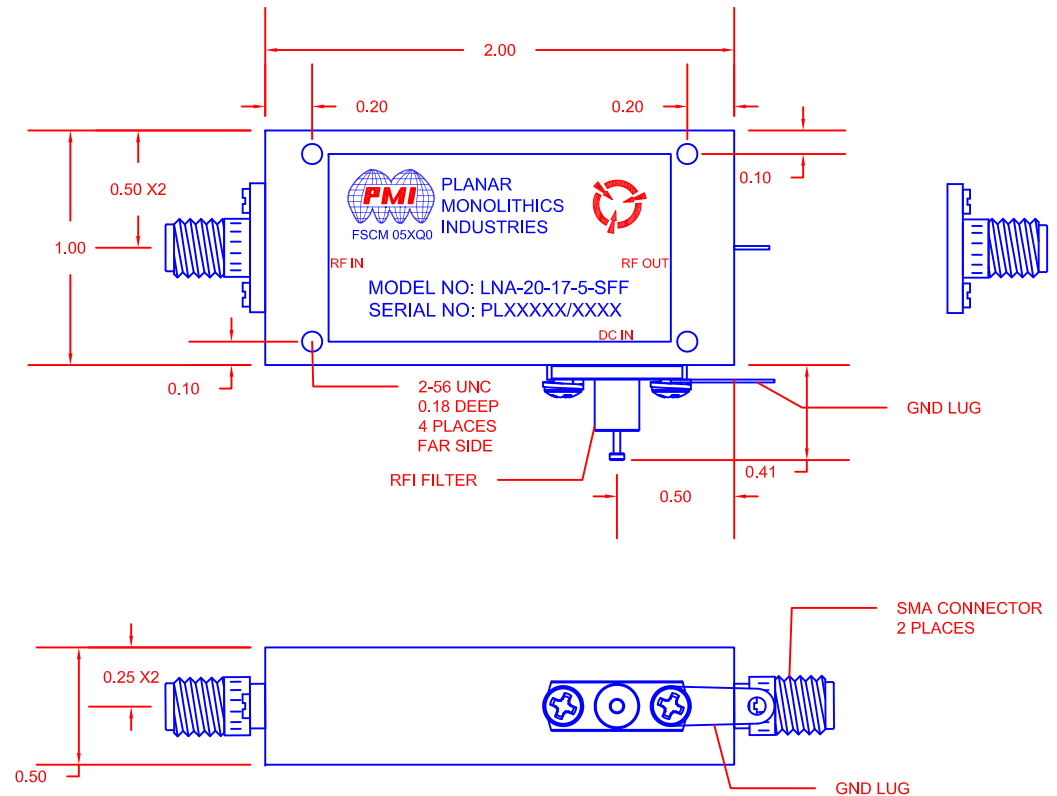 2.00
0.20
0.20
0.50 X2
0.10
1.00
PMI
FSCM 05XQ0
PLANAR
MONOLITHICS
INDUSTRIES
RF IN
RF OUT
MODEL NO: LNA-20-17-5-SFF
SERIAL NO: PLXXXXX/XXXX
DC IN
0.10
2-56 UNC
0.18 DEEP
4 PLACES
FAR SIDE
GND LUG
RFI FILTER
0.41
0.50
SMA CONNECTOR
2 PLACES
0.25 X2
0.50
GND LUG